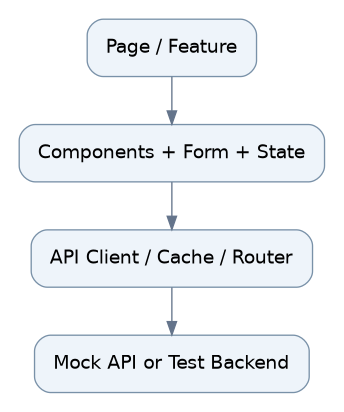 Page / Feature
Components + Form + State
API Client / Cache / Router
Mock API or Test Backend